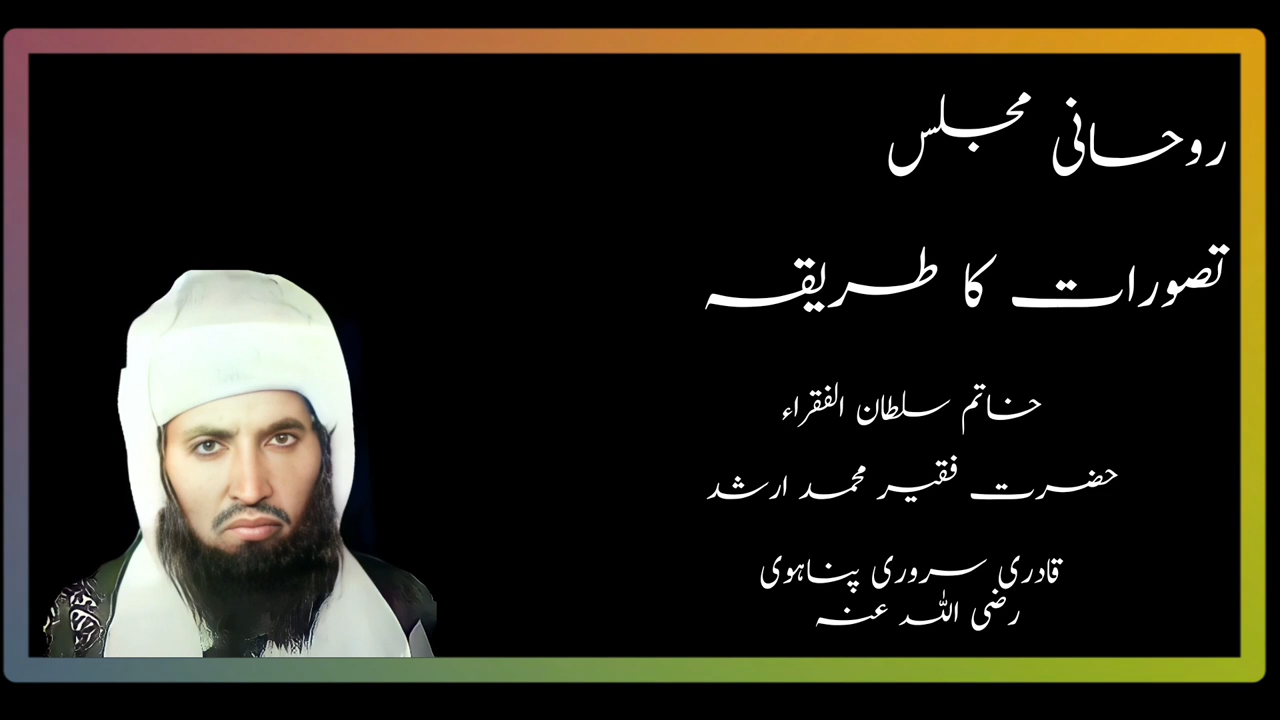 روحانی مجلس
تصورات کا طریقہ
خاتم سلطان الفقراء
حضرت فقیر محمد ارشد
قادری سروری پناہوی
رضی اللہ عنہ